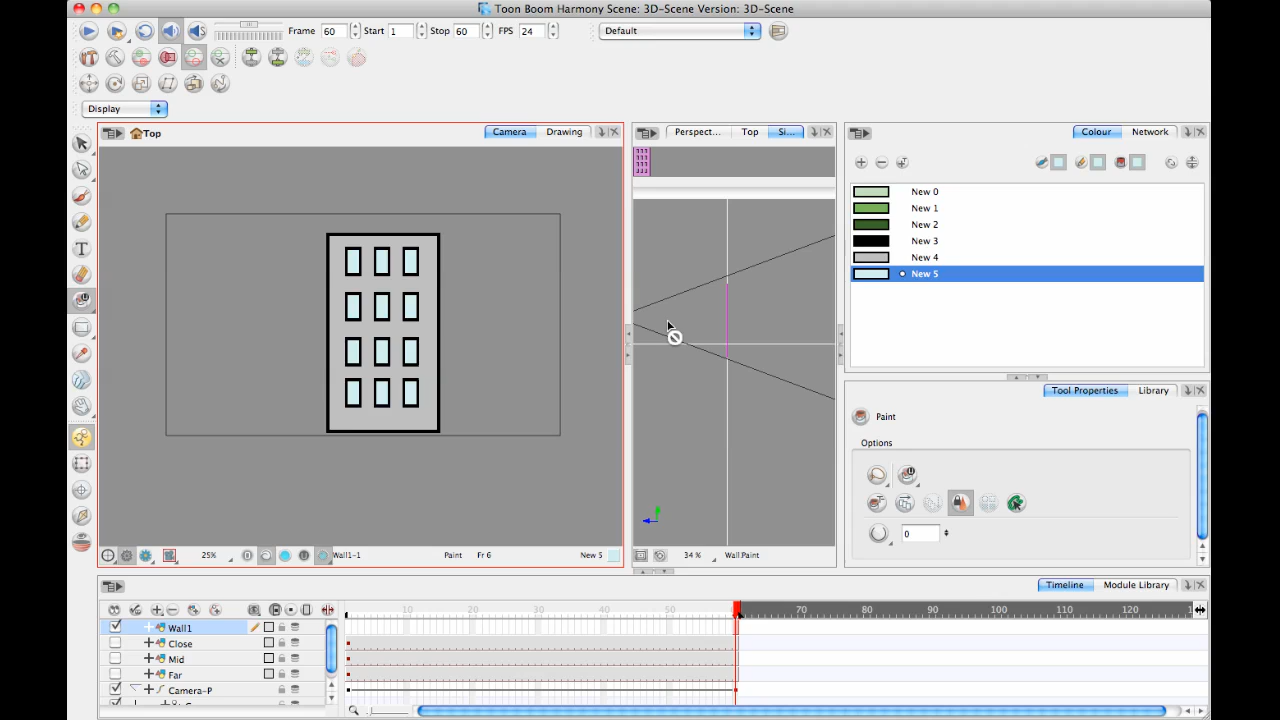 Toon Boom Harmony Scene: 3D-Scene Version: 3D-Scene
Frame 60 Start 1 Stop 60 FPS 24 Default
Display
Top Camera Drawing
Perspect... Top Si...
Colour Network
New 0
New 1
New 2
New 3
New 4
New 5
Tool Properties Library
Paint
Options
0
25% Wall1-1 Paint Fr 6 New 5
34 % Wall:Paint
Timeline Module Library
10 20 30 40 50 70 80 90 100 110 120
Wall1
Close
Mid
Far
Camera-P